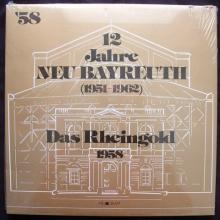 '58
12
Jahre
NEU BAYREUTH
(1951-1962)
Das Rheingold
1958